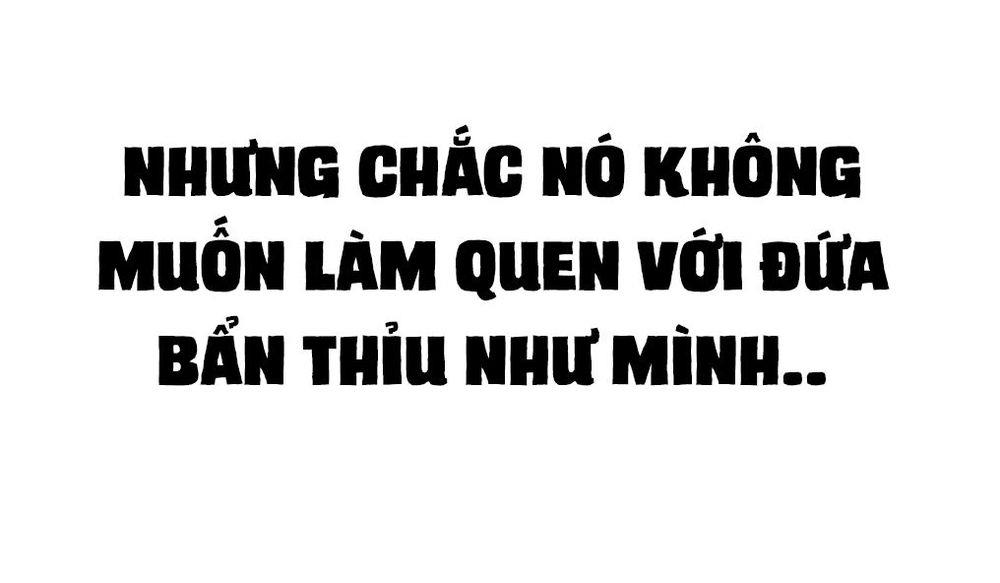 NHƯNG CHẮC NÓ KHÔNG
MUỐN LÀM QUEN VỚI ĐỨA
BẨN THỈU NHƯ MÌNH..